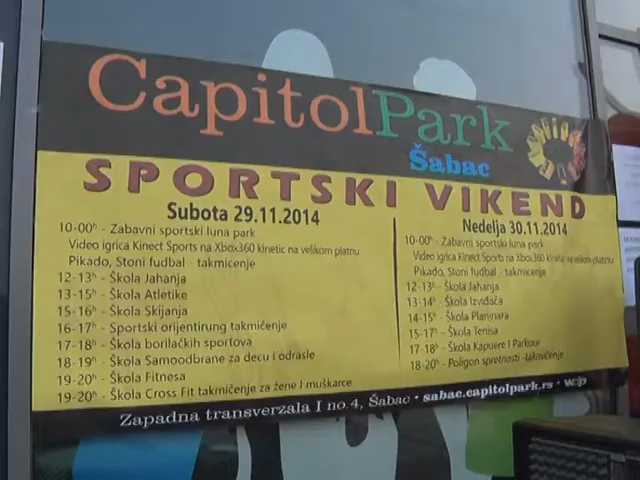 CapitolPark
Šabac
SPORTSKI VIKEND
Subota 29.11.2014
10-00h - Zabavni sportski luna park
Video igrica Kinect Sports na Xbox360 kinetic na velikom platnu
Pikado, Stoni fudbal - takmicenje
12-13h - Škola Jahanja
13-15h - Škola Atletike
15-16h - Škola Skijanja
16-17h - Sportski orijentirung takmičenje
17-18h - Škola borilačkih sportova
18-19h - Škola Samoodbrane za decu i odrasle
19-20h - Škola Fitnesa
19-20h - Škola Cross Fit takmičenje za žene I muškarce
Nedelja 30.11.2014
10-00h - Zabavni sportski luna park
Video igrica Kinect Sports na Xbox360 kinetic na velikom platnu
Pikado, Stoni fudbal - takmicenje
12-13h - Škola Jahanja
13-14h - Škola Izviđača
14-15h - Škola Planinara
15-17h - Škola Tenisa
17-18h - Škola Kapuere I Parkour
18-20h - Poligon spretnosti -takmičenje
Zapadna transverzala I no.4, Šabac • sabac.capitolpark.rs •